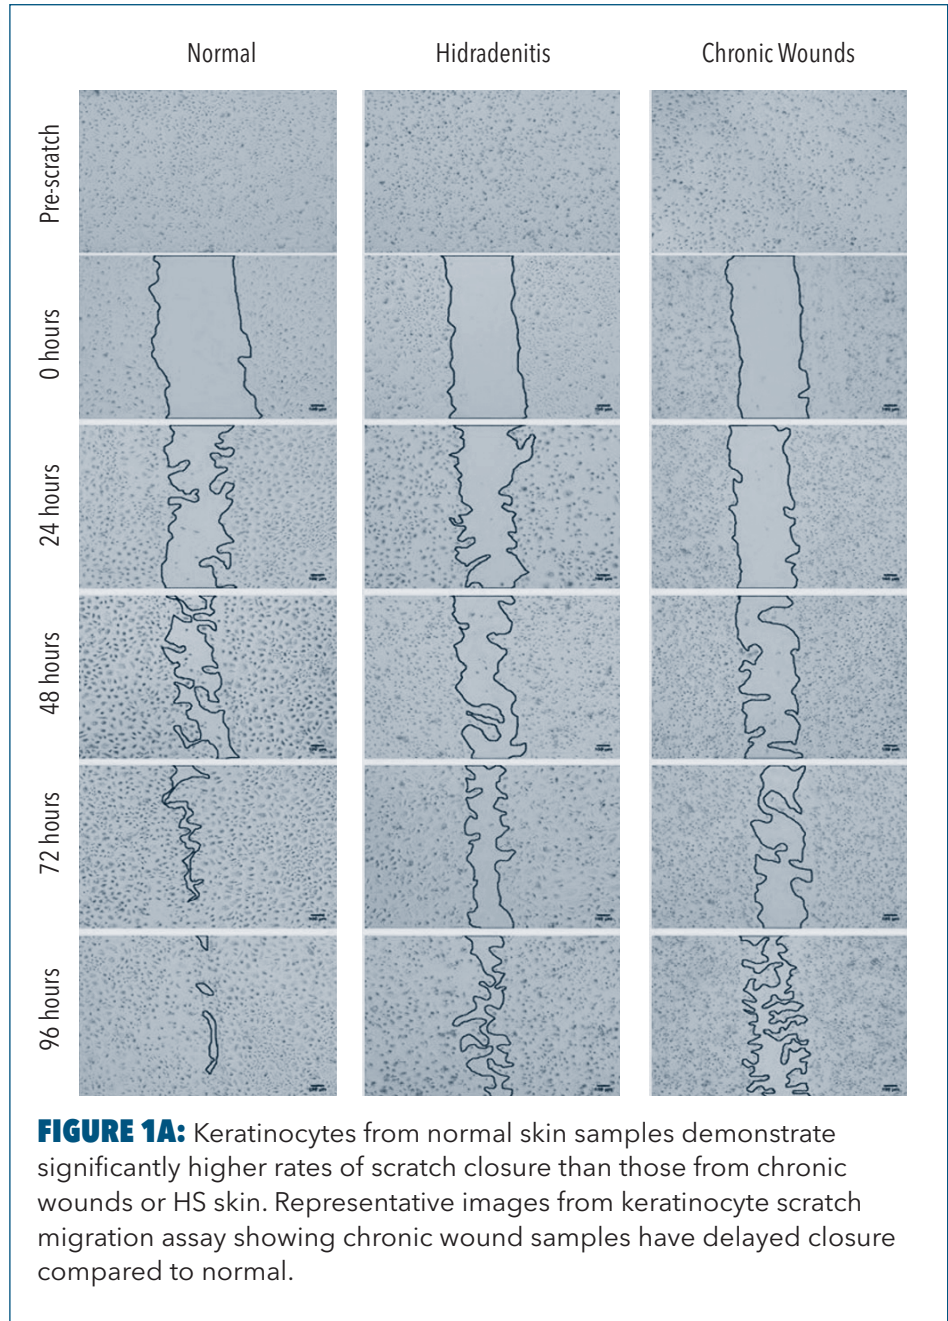 Normal
Hidradenitis
Chronic Wounds
Pre-scratch
0 hours
24 hours
48 hours
72 hours
96 hours
FIGURE 1A: Keratinocytes from normal skin samples demonstrate
significantly higher rates of scratch closure than those from chronic
wounds or HS skin. Representative images from keratinocyte scratch
migration assay showing chronic wound samples have delayed closure
compared to normal.